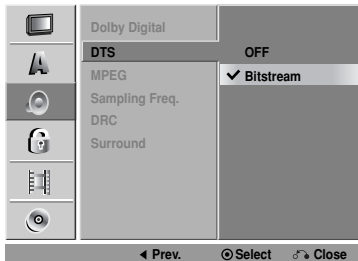 Dolby Digital
DTS
OFF
MPEG
✔ Bitstream
Sampling Freq.
DRC
Surround
◀ Prev.
Select
Close